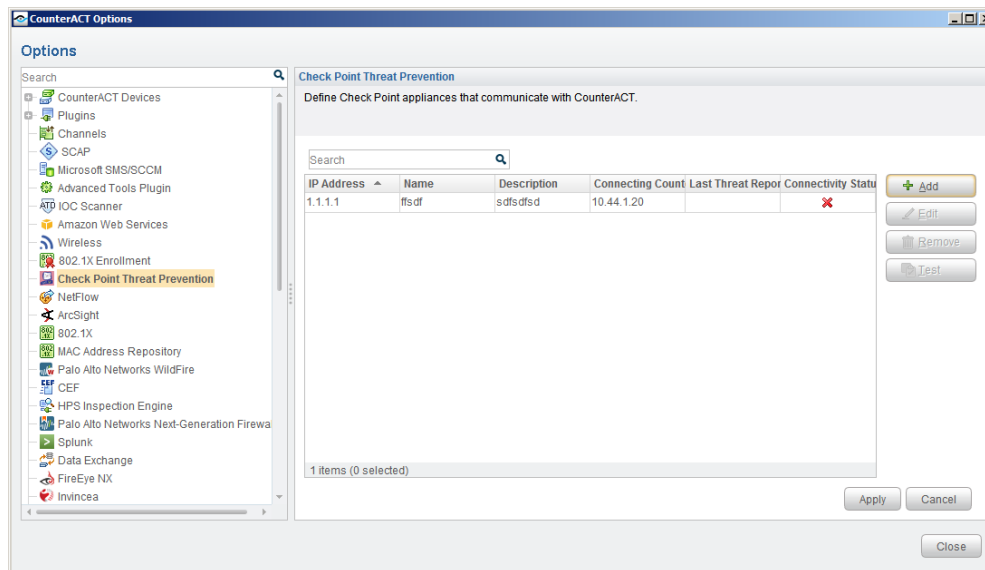 CounterACT Options
Options
Search
CounterACT Devices
Plugins
Channels
SCAP
Microsoft SMS/SCCM
Advanced Tools Plugin
IOC Scanner
Amazon Web Services
Wireless
802.1X Enrollment
Check Point Threat Prevention
NetFlow
ArcSight
802.1X
MAC Address Repository
Palo Alto Networks WildFire
CEF
HPS Inspection Engine
Palo Alto Networks Next-Generation Firewa
Splunk
Data Exchange
FireEye NX
Invincea
Check Point Threat Prevention
Define Check Point appliances that communicate with CounterACT.
Search
IP Address Name Description Connecting Count Last Threat Repor Connectivity Statu
1.1.1.1 ffsdf sdfsdfsd 10.44.1.20
1 items (0 selected)
Add
Edit
Remove
Test
Apply Cancel
Close